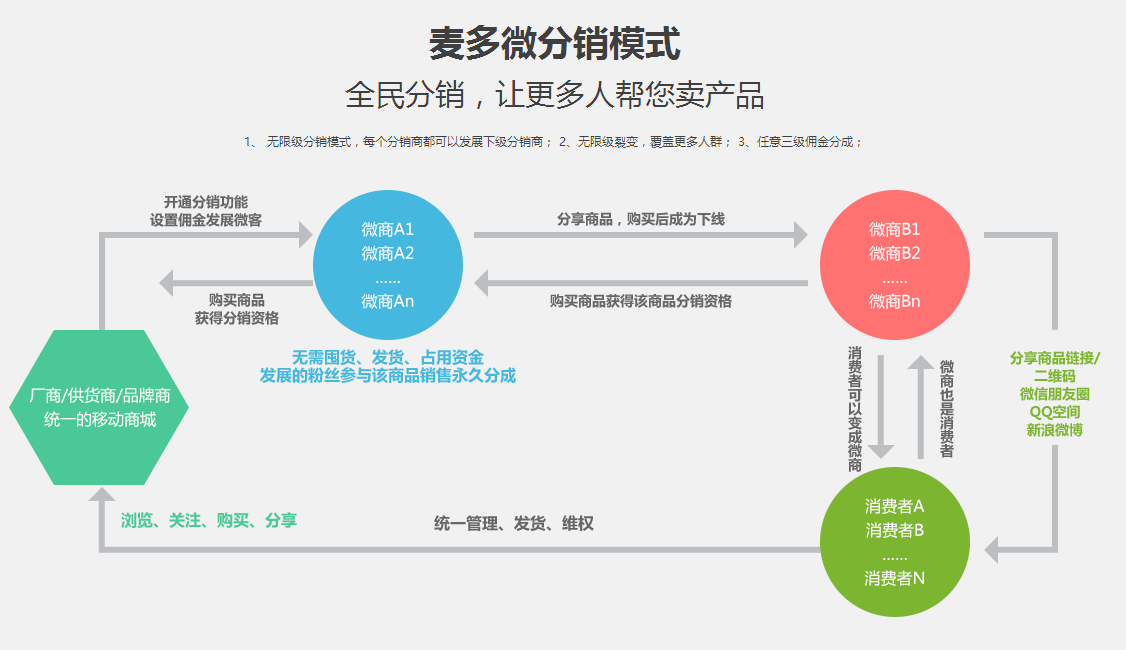 麦多微分销模式
全民分销，让更多人帮您卖产品
1、 无限级分销模式，每个分销商都可以发展下级分销商； 2、无限级裂变，覆盖更多人群； 3、任意三级佣金分成；
开通分销功能
设置佣金发展微客
微商A1
微商A2
......
微商An
分享商品，购买后成为下线
微商B1
微商B2
......
微商Bn
购买商品
获得分销资格
购买商品获得该商品分销资格
无需囤货、发货、占用资金
发展的粉丝参与该商品销售永久分成
厂商/供货商/品牌商
统一的移动商城
消费者可以变成微商
微商也是消费者
分享商品链接/
二维码
微信朋友圈
QQ空间
新浪微博
浏览、关注、购买、分享
统一管理、发货、维权
消费者A
消费者B
......
消费者N